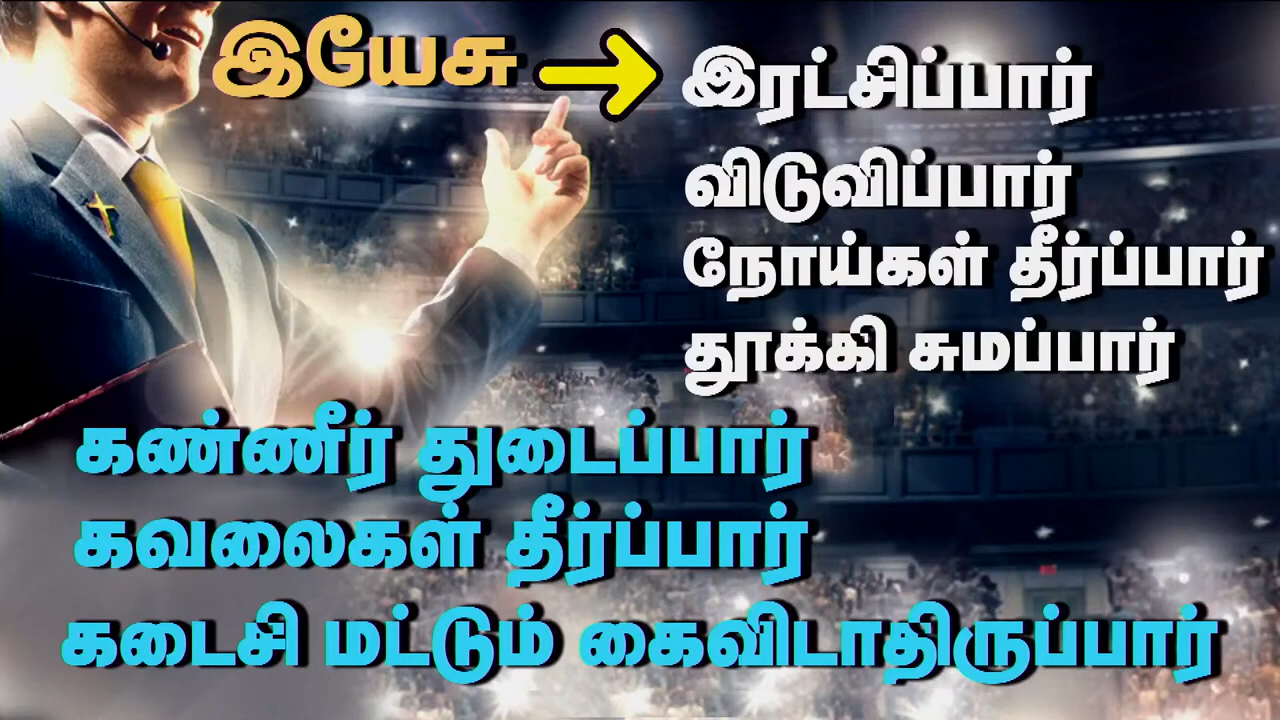 இயேசு
இரட்சிப்பார்
விடுவிப்பார்
நோய்கள் தீர்ப்பார்
தூக்கி சுமப்பார்
கண்ணீர் துடைப்பார்
கவலைகள் தீர்ப்பார்
கடைசி மட்டும் கைவிடாதிருப்பார்